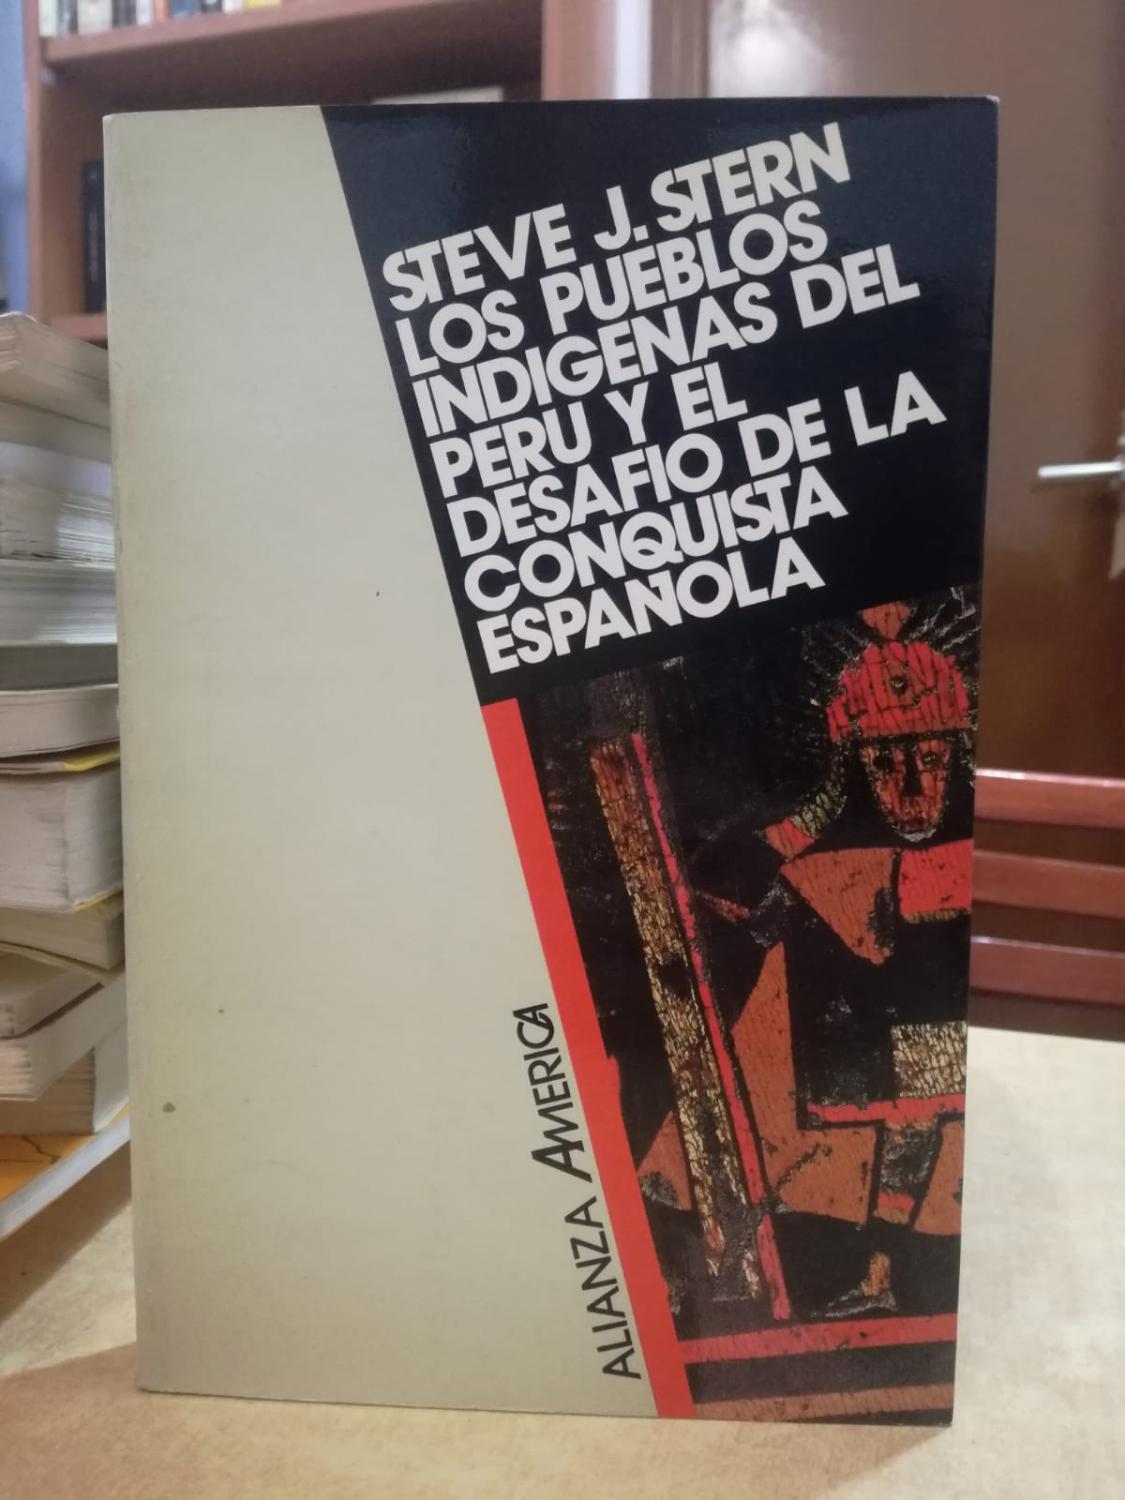 STEVE J. STERN
LOS PUEBLOS
INDIGENAS DEL
PERU Y EL
DESAFIO DE LA
CONQUISTA
ESPAÑOLA
ALIANZA AMERICA